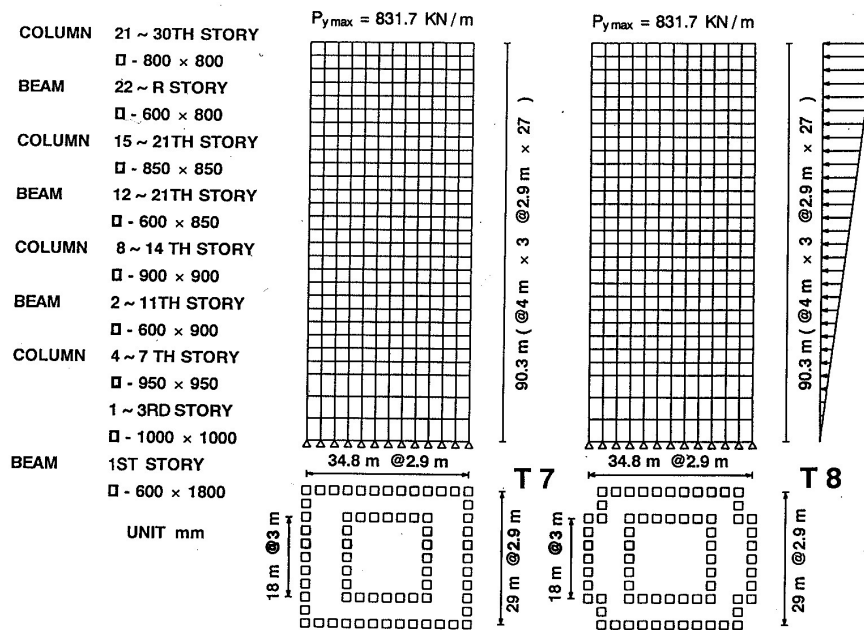 COLUMN 21 ~ 30TH STORY
▯ - 800 × 800
BEAM 22 ~ R STORY
▯ - 600 × 800
COLUMN 15 ~ 21TH STORY
▯ - 850 × 850
BEAM 12 ~ 21TH STORY
▯ - 600 × 850
COLUMN 8 ~ 14 TH STORY
▯ - 900 × 900
BEAM 2 ~ 11TH STORY
▯ - 600 × 900
COLUMN 4 ~ 7 TH STORY
▯ - 950 × 950
1 ~ 3RD STORY
▯ - 1000 × 1000
BEAM 1ST STORY
▯ - 600 × 1800
UNIT mm
Pymax = 831.7 KN / m
90.3 m ( @4 m × 3 @2.9 m × 27 )
34.8 m @2.9 m
T 7
18 m @3 m
29 m @2.9 m
Pymax = 831.7 KN / m
90.3 m ( @4 m × 3 @2.9 m × 27 )
34.8 m @2.9 m
T 8
18 m @3 m
29 m @2.9 m